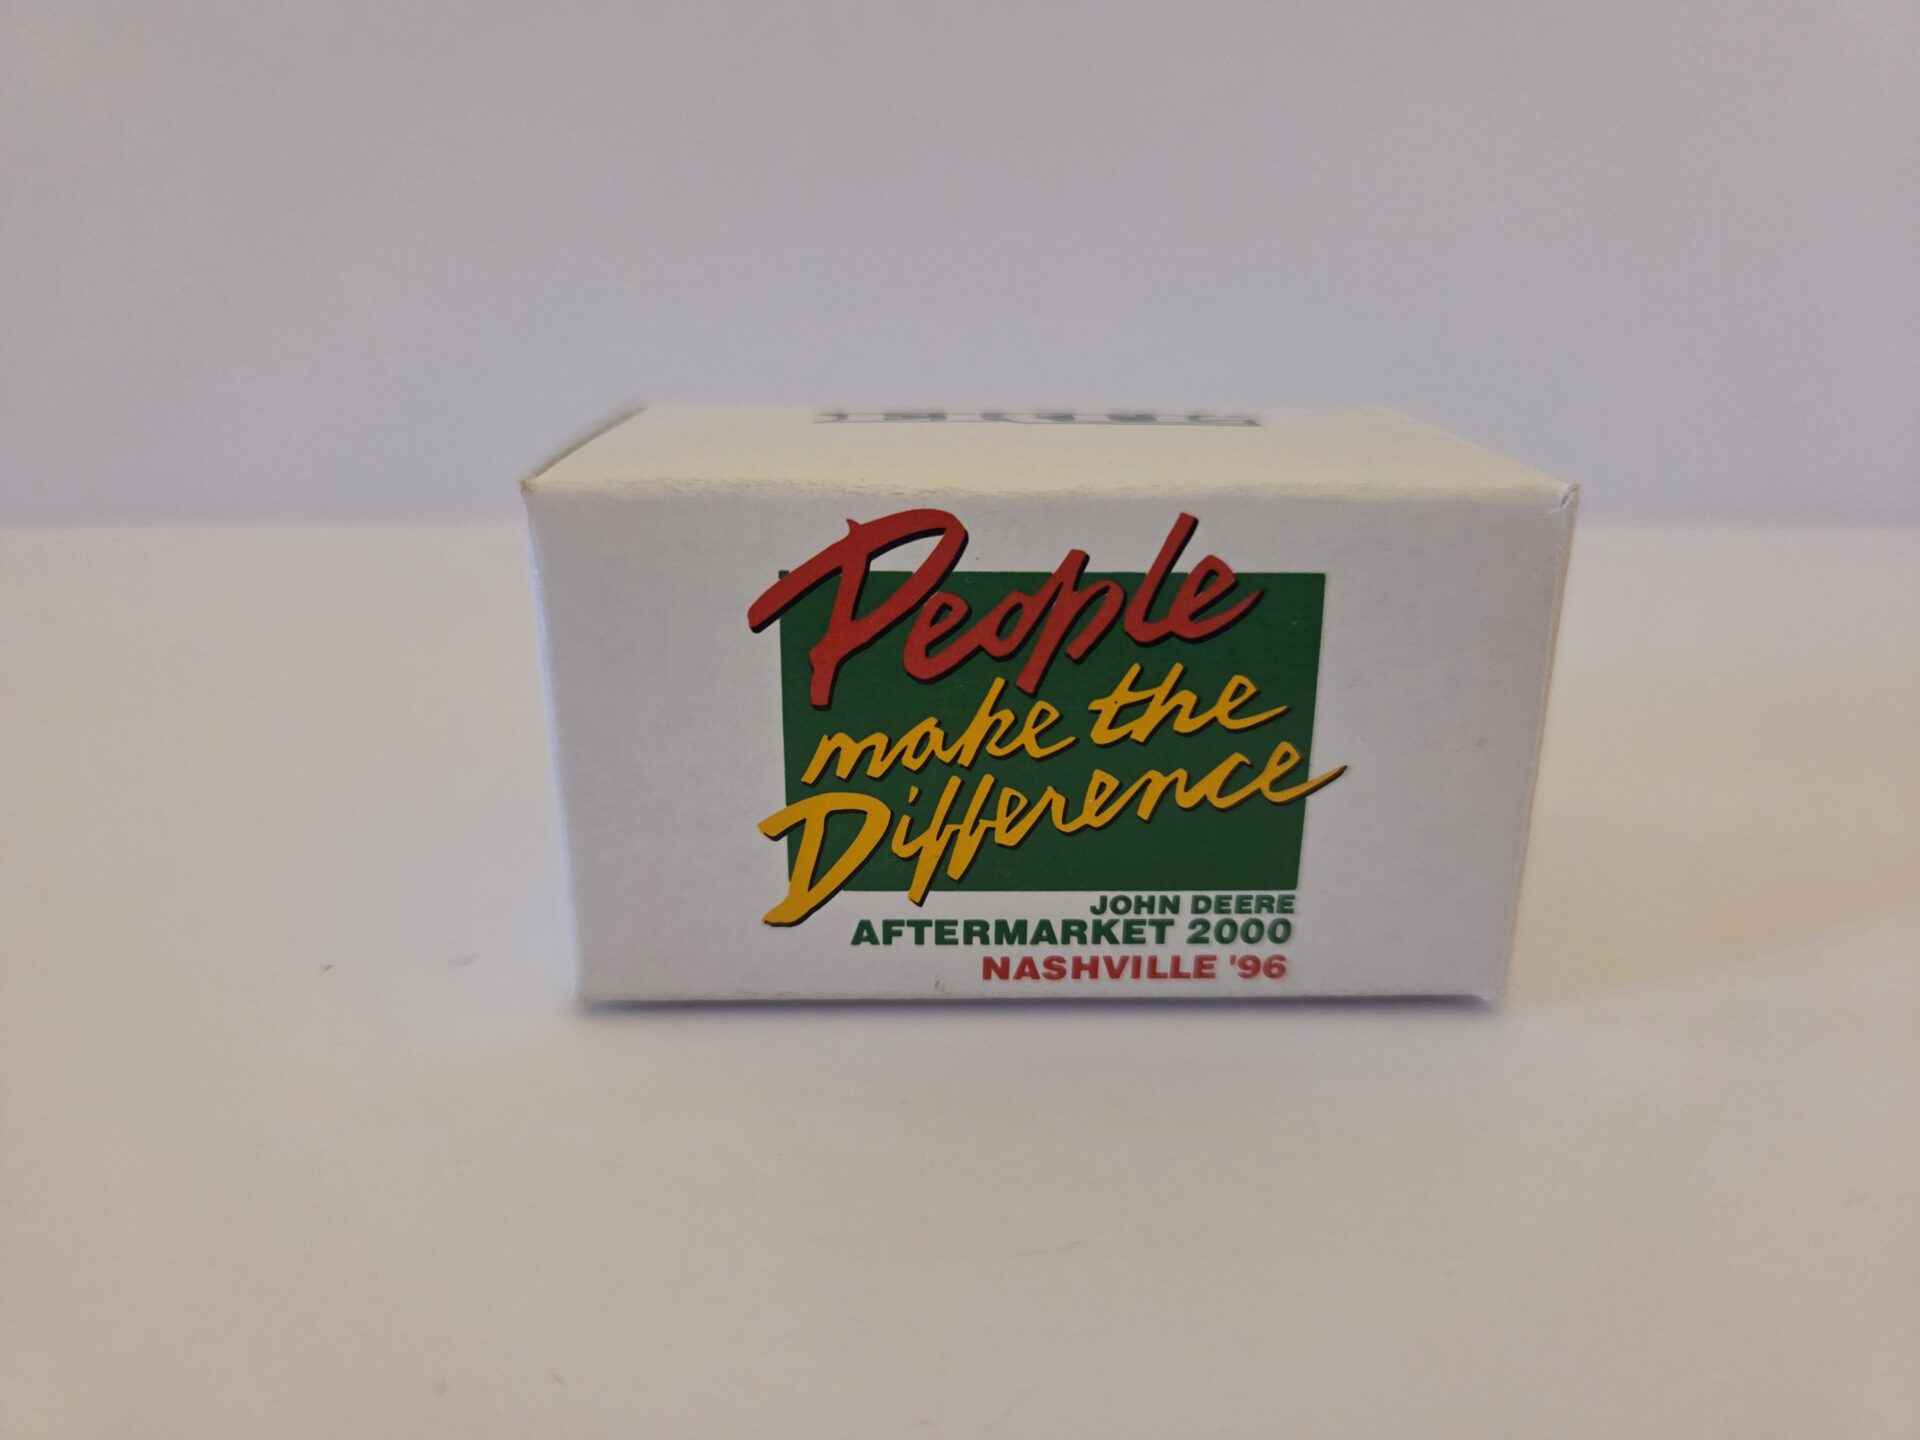 People
make the
Difference
JOHN DEERE
AFTERMARKET 2000
NASHVILLE '96